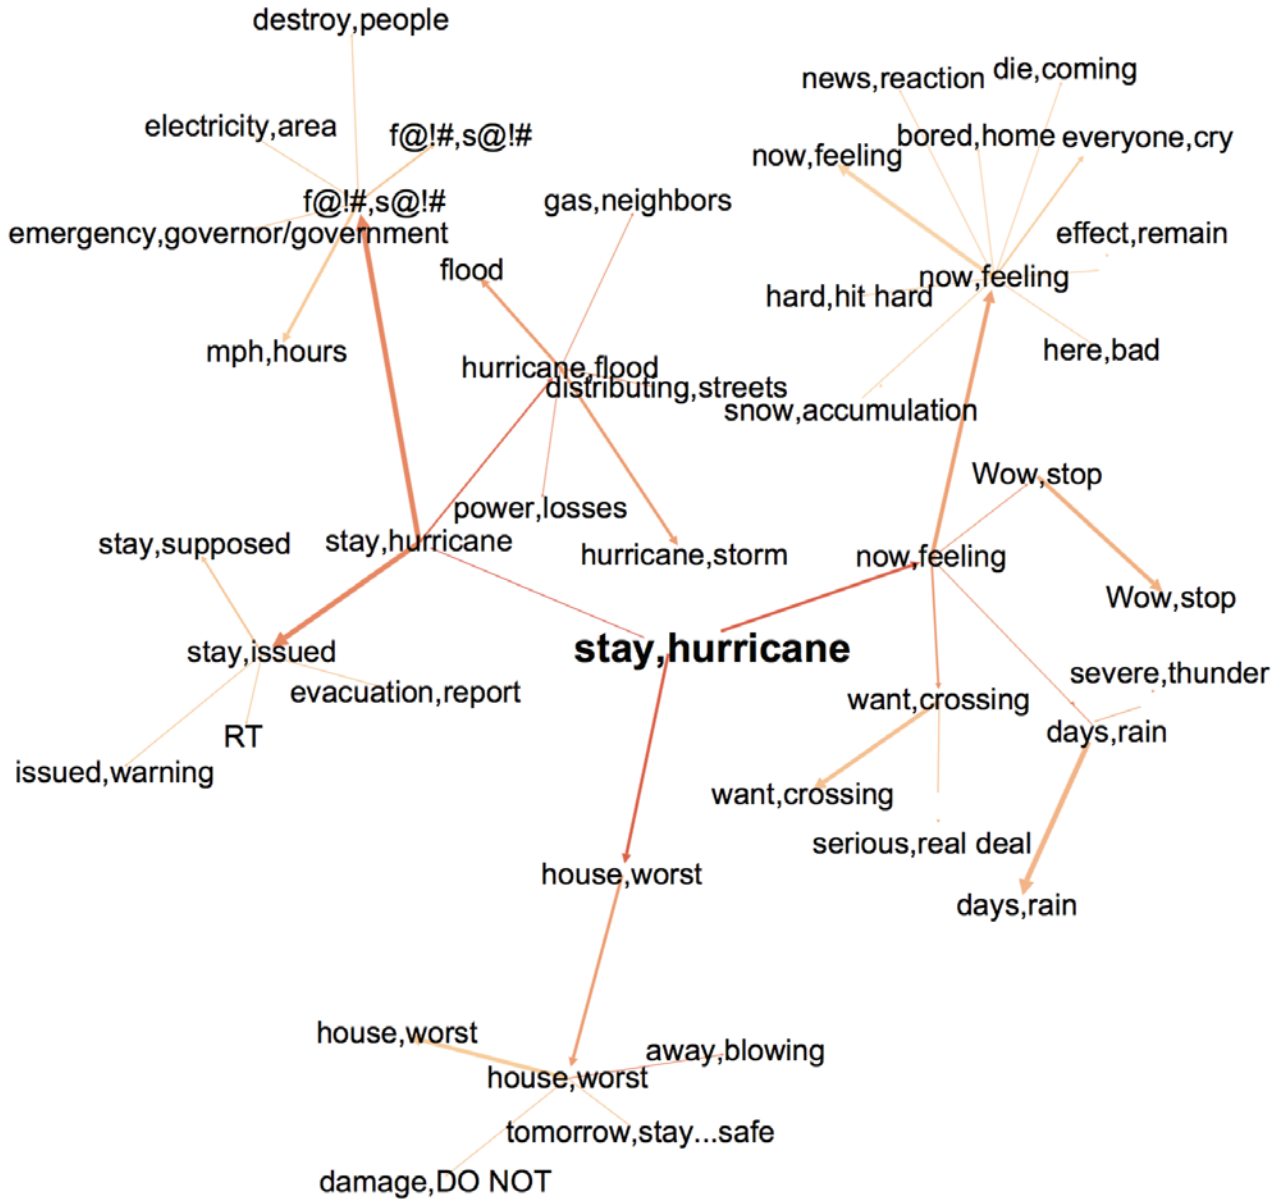 destroy,people
news,reaction
die,coming
electricity,area
f@!#,s@!#
bored,home
everyone,cry
now,feeling
f@!#,s@!#
gas,neighbors
emergency,governor/government
effect,remain
flood
now,feeling
hard,hit hard
mph,hours
here,bad
hurricane,flood
distributing,streets
snow,accumulation
Wow,stop
power,losses
stay,supposed
stay,hurricane
hurricane,storm
now,feeling
Wow,stop
stay,hurricane
stay,issued
severe,thunder
evacuation,report
want,crossing
RT
days,rain
issued,warning
want,crossing
serious,real deal
house,worst
days,rain
house,worst
away,blowing
house,worst
tomorrow,stay...safe
damage,DO NOT